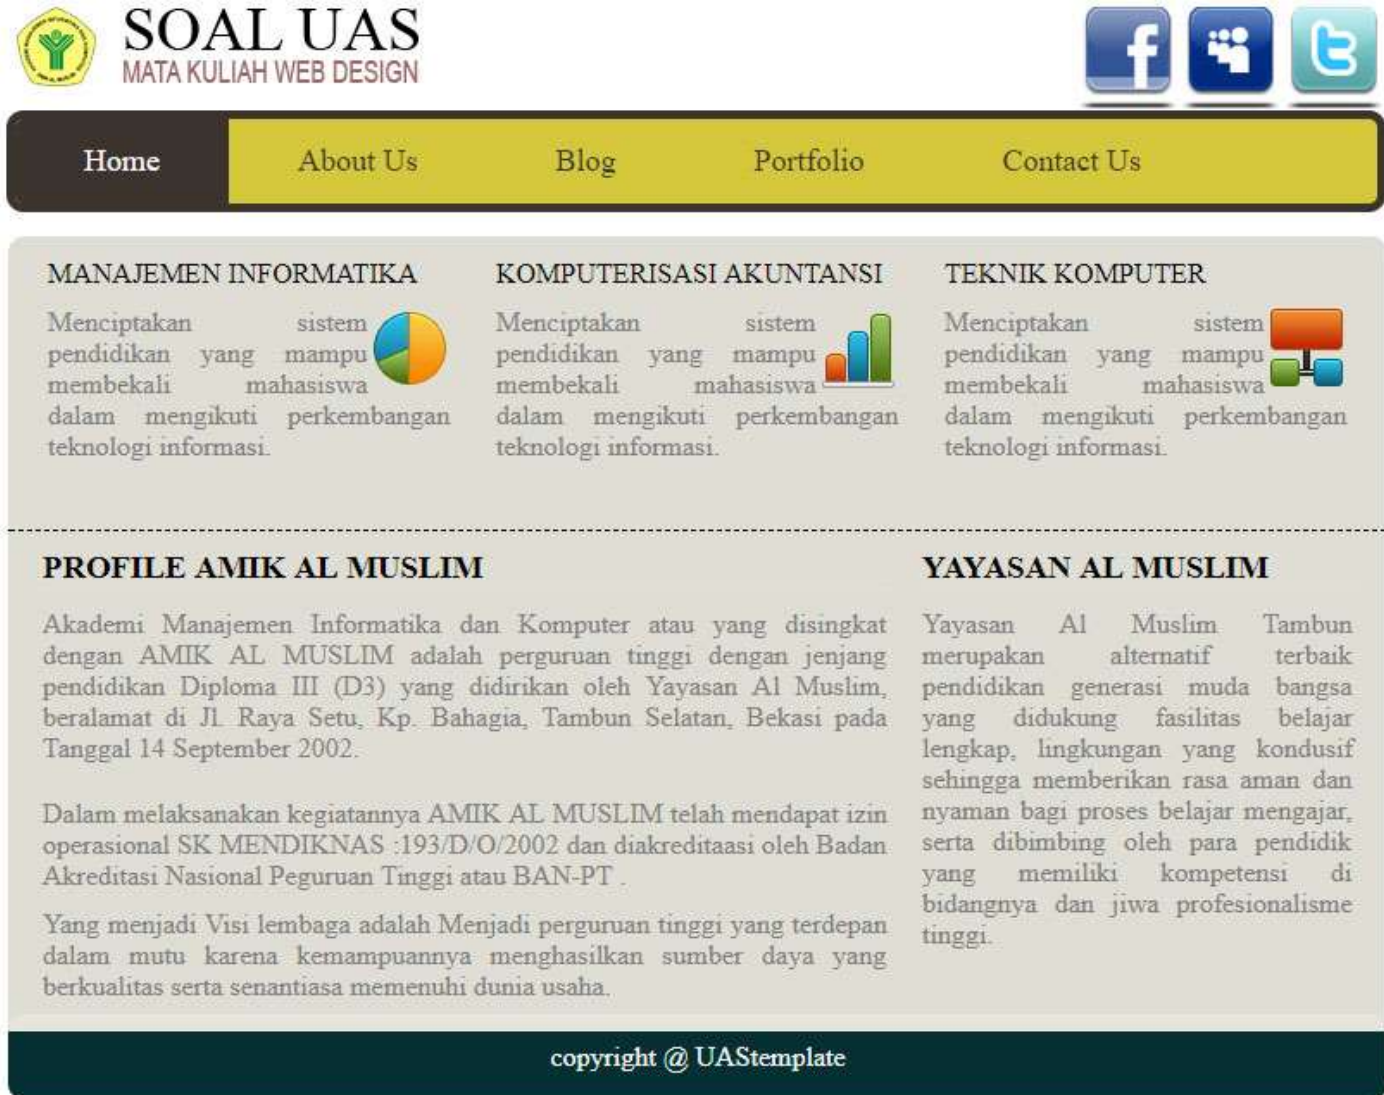 SOAL UAS
MATA KULIAH WEB DESIGN
Home
About Us
Blog
Portfolio
Contact Us
MANAJEMEN INFORMATIKA
Menciptakan sistem
pendidikan yang mampu
membekali mahasiswa
dalam mengikuti perkembangan
teknologi informasi.
KOMPUTERISASI AKUNTANSI
Menciptakan sistem
pendidikan yang mampu
membekali mahasiswa
dalam mengikuti perkembangan
teknologi informasi.
TEKNIK KOMPUTER
Menciptakan sistem
pendidikan yang mampu
membekali mahasiswa
dalam mengikuti perkembangan
teknologi informasi.
PROFILE AMIK AL MUSLIM
Akademi Manajemen Informatika dan Komputer atau yang disingkat
dengan AMIK AL MUSLIM adalah perguruan tinggi dengan jenjang
pendidikan Diploma III (D3) yang didirikan oleh Yayasan Al Muslim,
beralamat di Jl. Raya Setu, Kp. Bahagia, Tambun Selatan, Bekasi pada
Tanggal 14 September 2002.
Dalam melaksanakan kegiatannya AMIK AL MUSLIM telah mendapat izin
operasional SK MENDIKNAS :193/D/O/2002 dan diakreditaasi oleh Badan
Akreditasi Nasional Peguruan Tinggi atau BAN-PT .
Yang menjadi Visi lembaga adalah Menjadi perguruan tinggi yang terdepan
dalam mutu karena kemampuannya menghasilkan sumber daya yang
berkualitas serta senantiasa memenuhi dunia usaha.
YAYASAN AL MUSLIM
Yayasan Al Muslim Tambun
merupakan alternatif terbaik
pendidikan generasi muda bangsa
yang didukung fasilitas belajar
lengkap, lingkungan yang kondusif
sehingga memberikan rasa aman dan
nyaman bagi proses belajar mengajar,
serta dibimbing oleh para pendidik
yang memiliki kompetensi di
bidangnya dan jiwa profesionalisme
tinggi.
copyright @ UAStemplate